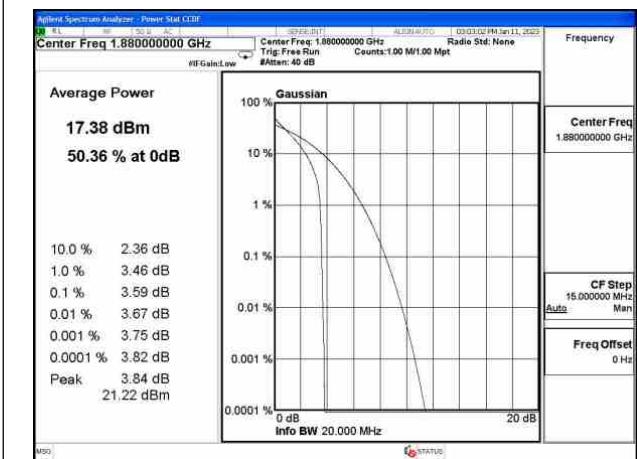 Agilent Spectrum Analyzer - Power Stat CCDF
RL RF 50 Ω AC SENSE:INT ALIGN AUTO 03:03:02 PM Jan 11, 2023
Center Freq 1.880000000 GHz
Center Freq: 1.880000000 GHz Radio Std: None
Trig: Free Run Counts:1.00 M/1.00 Mpt
#IFGain:Low #Atten: 40 dB
Frequency
Average Power
17.38 dBm
50.36 % at 0dB
10.0 % 2.36 dB
1.0 % 3.46 dB
0.1 % 3.59 dB
0.01 % 3.67 dB
0.001 % 3.75 dB
0.0001 % 3.82 dB
Peak 3.84 dB
21.22 dBm
Gaussian
100 %
10 %
1 %
0.1 %
0.01 %
0.001 %
0.0001 %
0 dB 20 dB
Info BW 20.000 MHz
Center Freq
1.880000000 GHz
CF Step
15.000000 MHz
Auto Man
Freq Offset
0 Hz
MSG STATUS